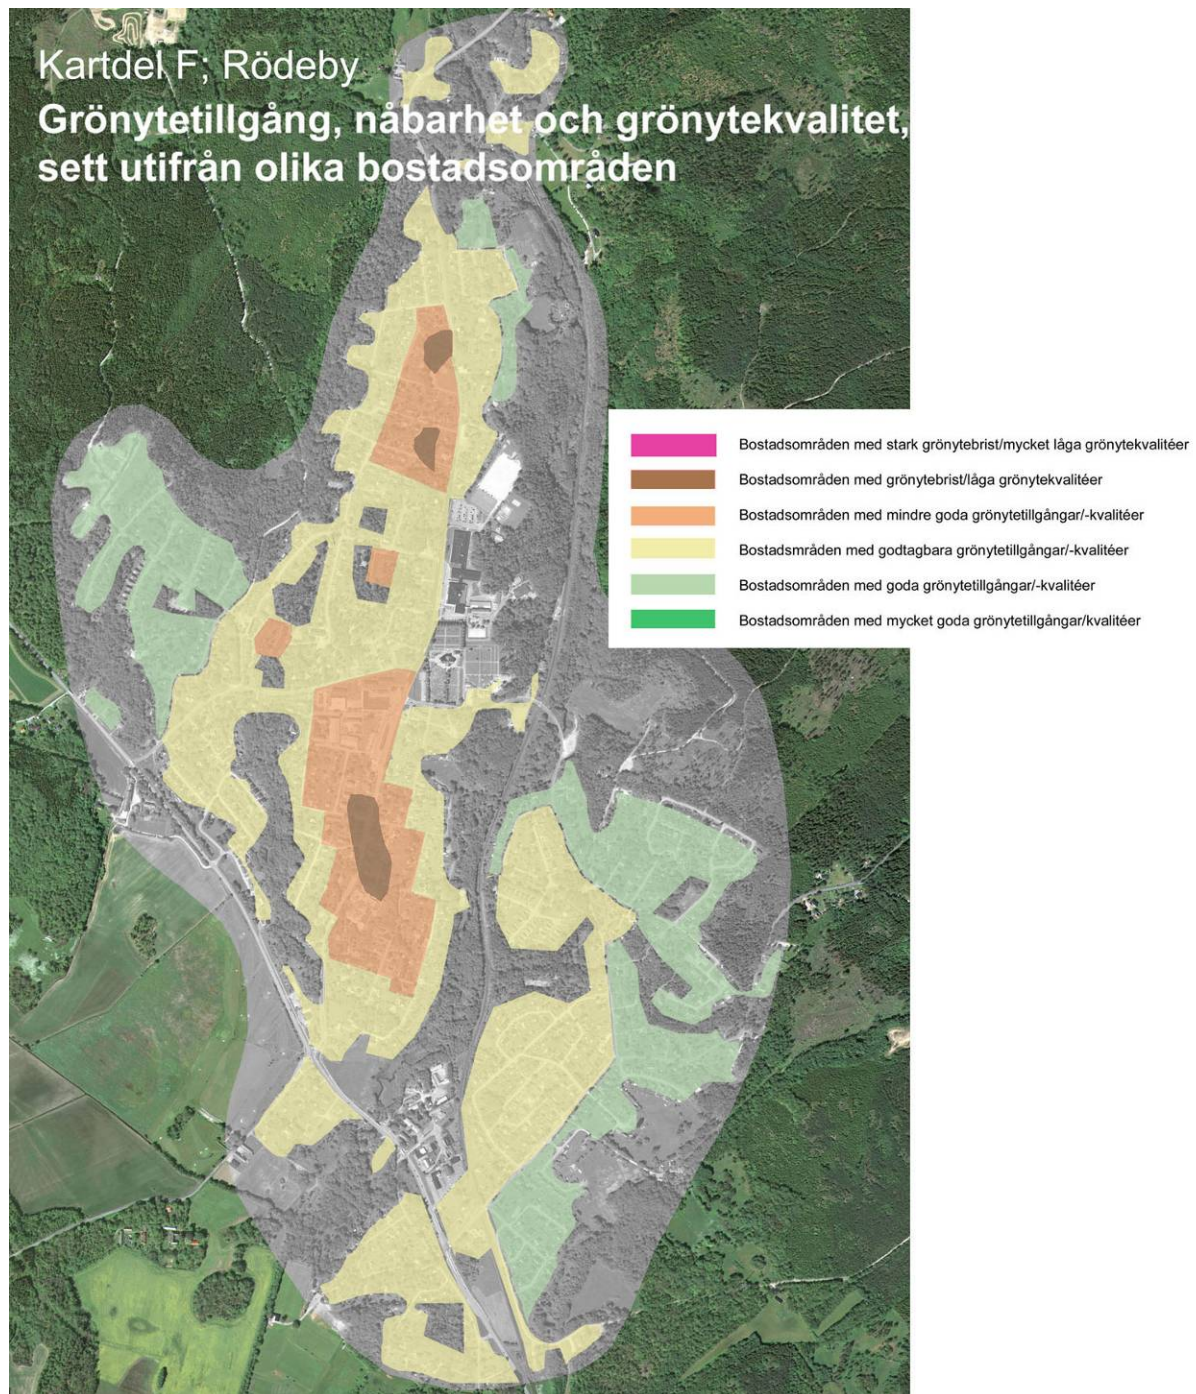 Kartdel F; Rödeby
Grönytetillgång, nåbarhet och grönytekvalitet,
sett utifrån olika bostadsområden
Bostadsområden med stark grönytebrist/mycket låga grönytekvalitéer
Bostadsområden med grönytebrist/låga grönytekvalitéer
Bostadsområden med mindre goda grönytetillgångar/-kvalitéer
Bostadsmråden med godtagbara grönytetillgångar/-kvalitéer
Bostadsområden med goda grönytetillgångar/-kvalitéer
Bostadsområden med mycket goda grönytetillgångar/kvalitéer